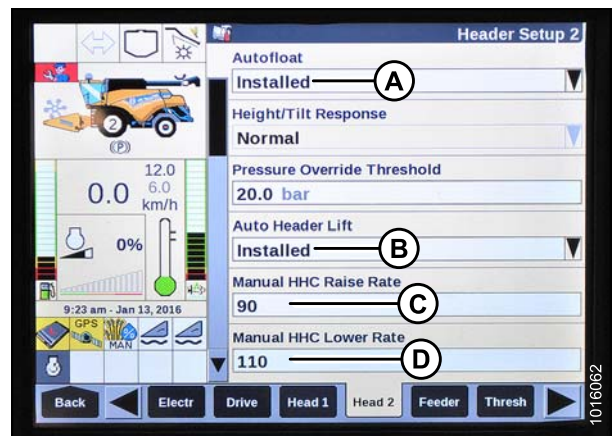 Header Setup 2
Autofloat
Installed
A
Height/Tilt Response
Normal
Pressure Override Threshold
20.0 bar
Auto Header Lift
Installed
B
Manual HHC Raise Rate
90
C
Manual HHC Lower Rate
110
D
2
(P)
12.0
0.0 6.0
km/h
0%
9:23 am - Jan 13, 2016
GPS
MAN
Back Electr Drive Head 1 Head 2 Feeder Thresh
1016062